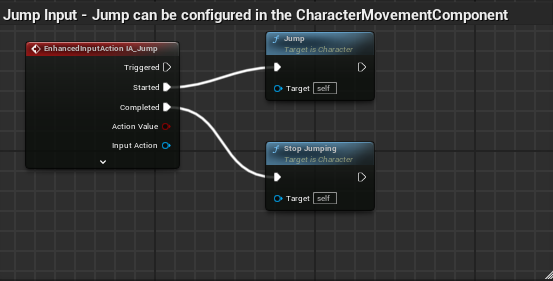 Jump Input - Jump can be configured in the CharacterMovementComponent
EnhancedInputAction IA_Jump
Triggered
Started
Completed
Action Value
Input Action
Jump
Target is Character
Target self
Stop Jumping
Target is Character
Target self